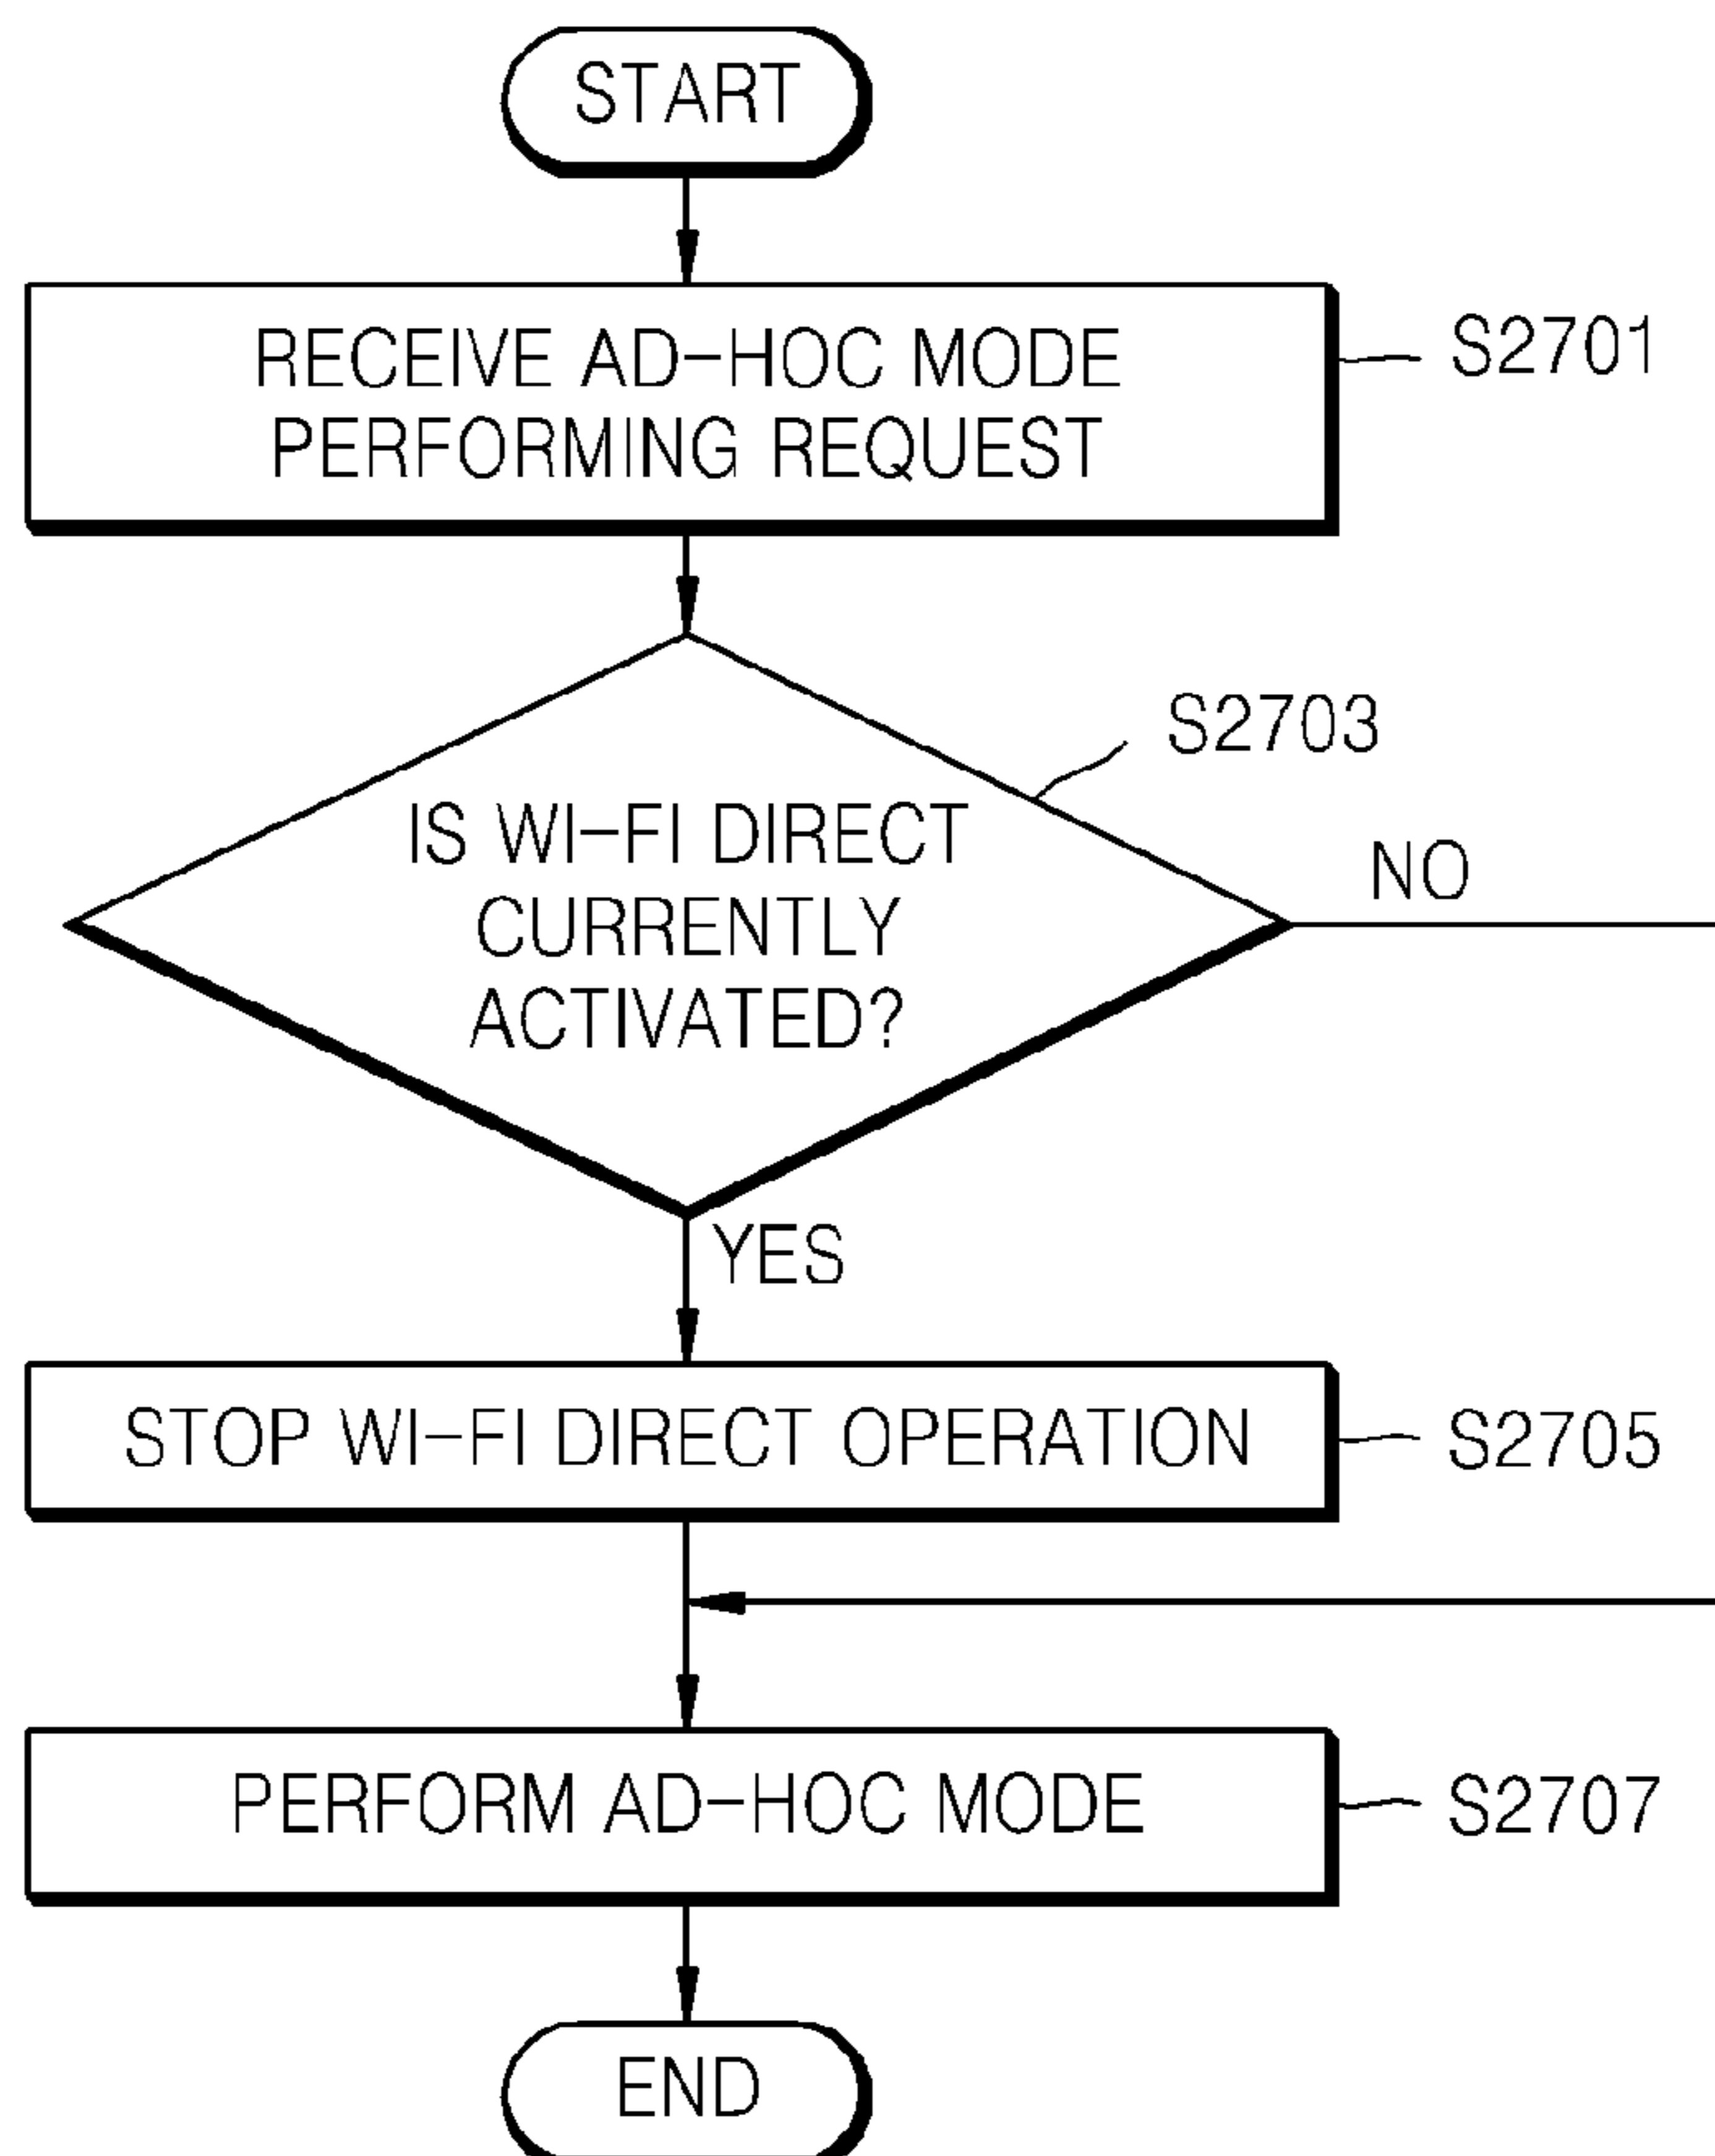 START
RECEIVE AD-HOC MODE
PERFORMING REQUEST
S2701
S2703
IS WI-FI DIRECT
CURRENTLY
ACTIVATED?
NO
YES
STOP WI-FI DIRECT OPERATION
S2705
PERFORM AD-HOC MODE
S2707
END